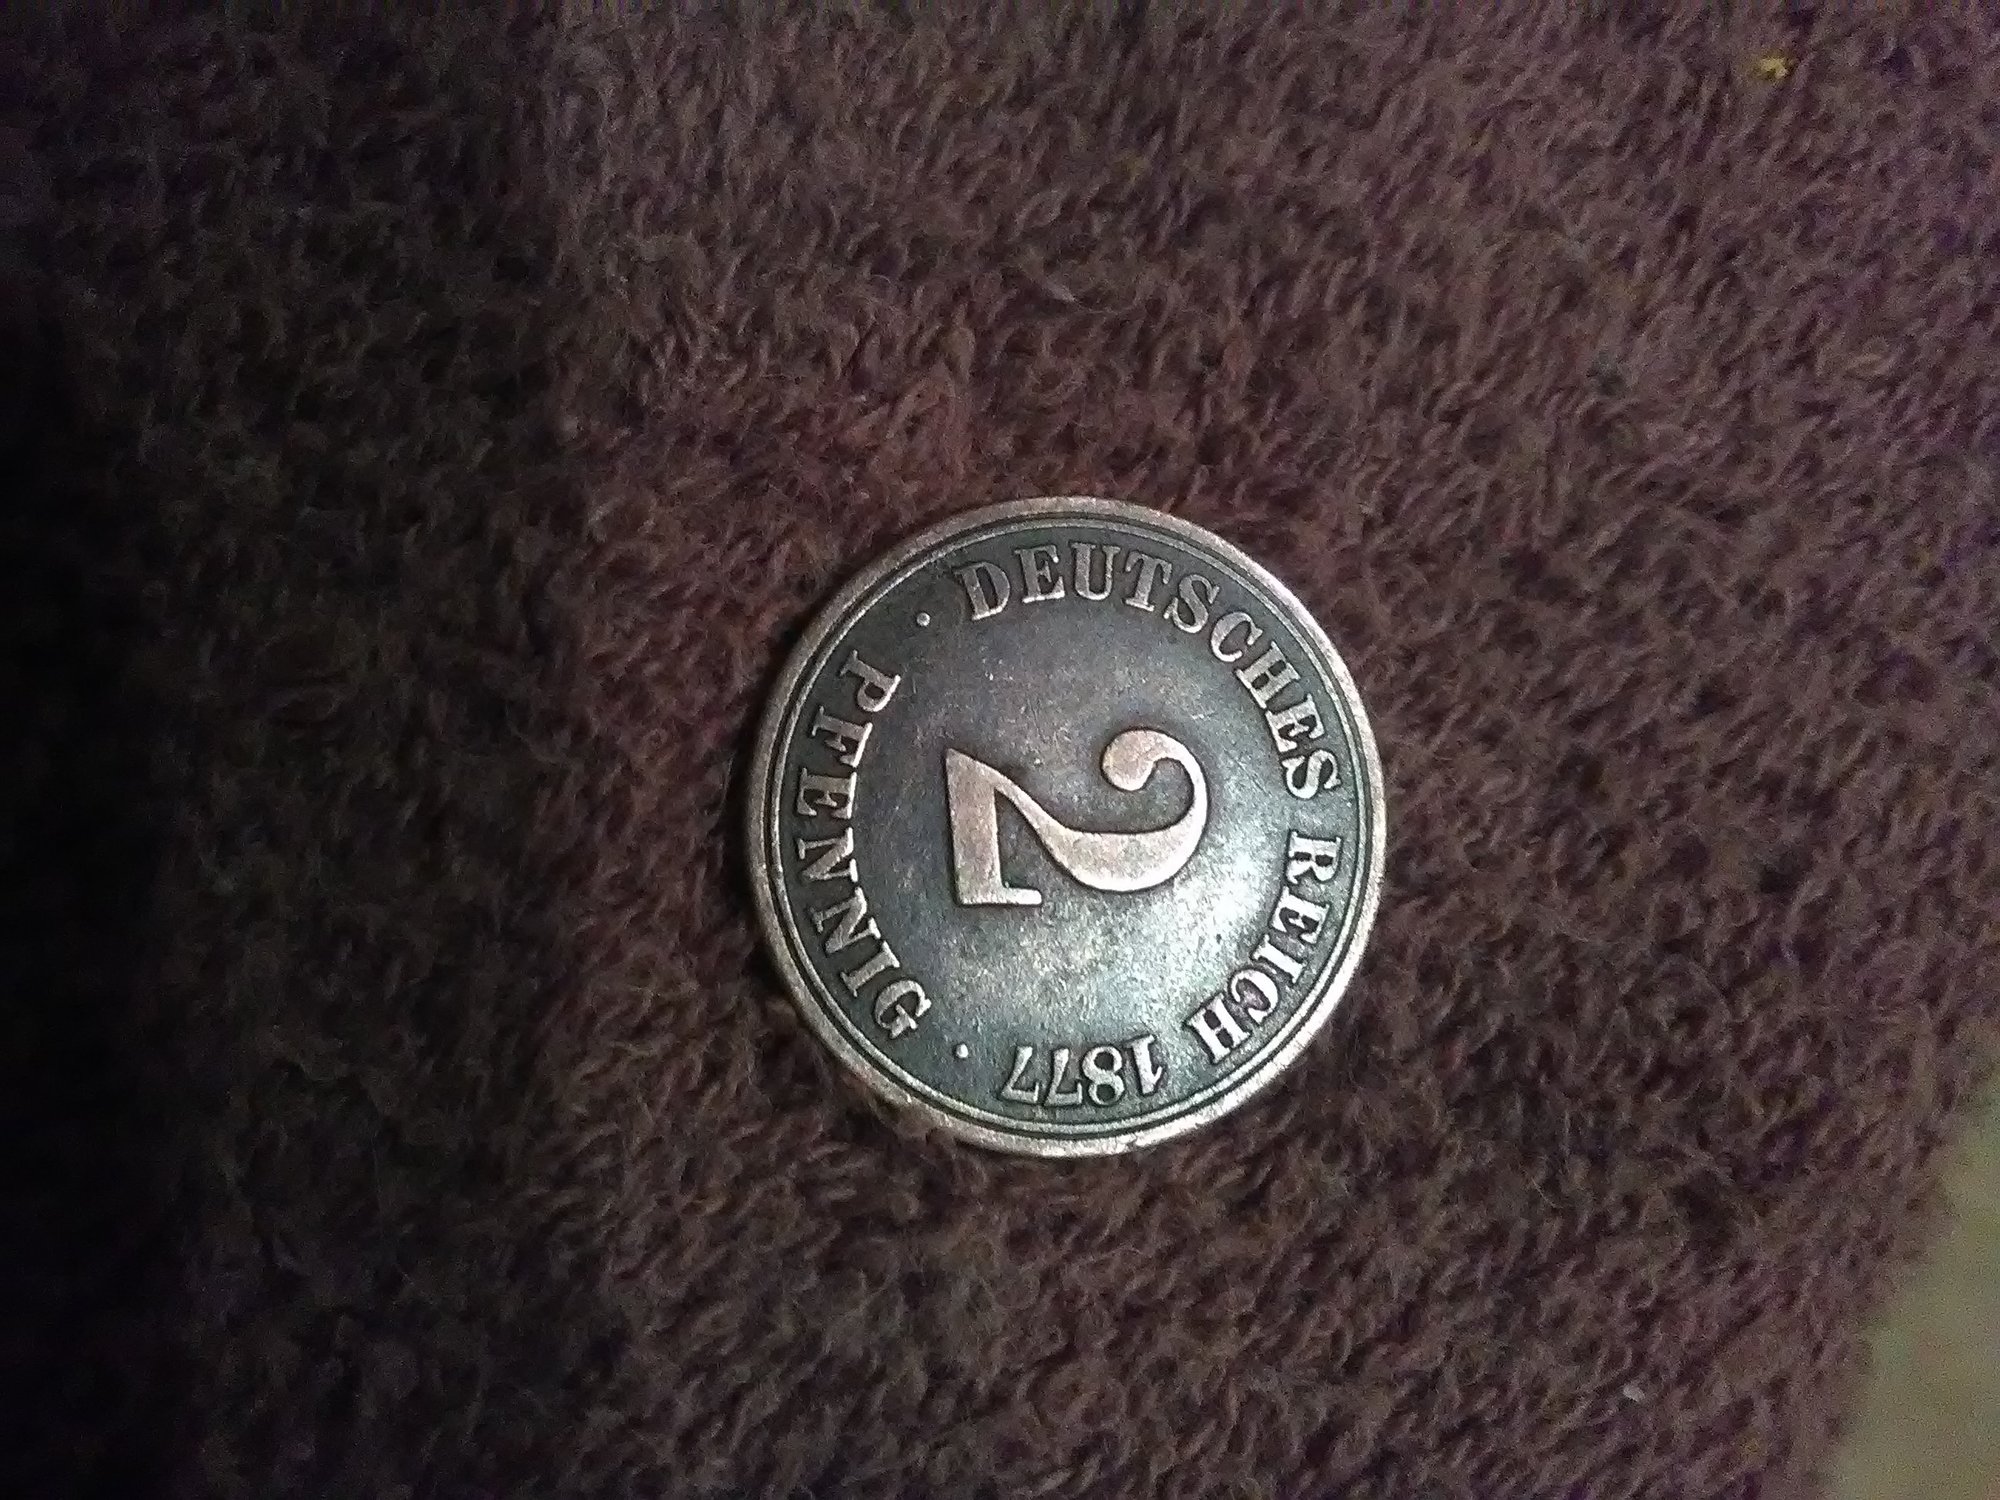 · DEUTSCHES REICH 1877 ·
2
PFENNIG